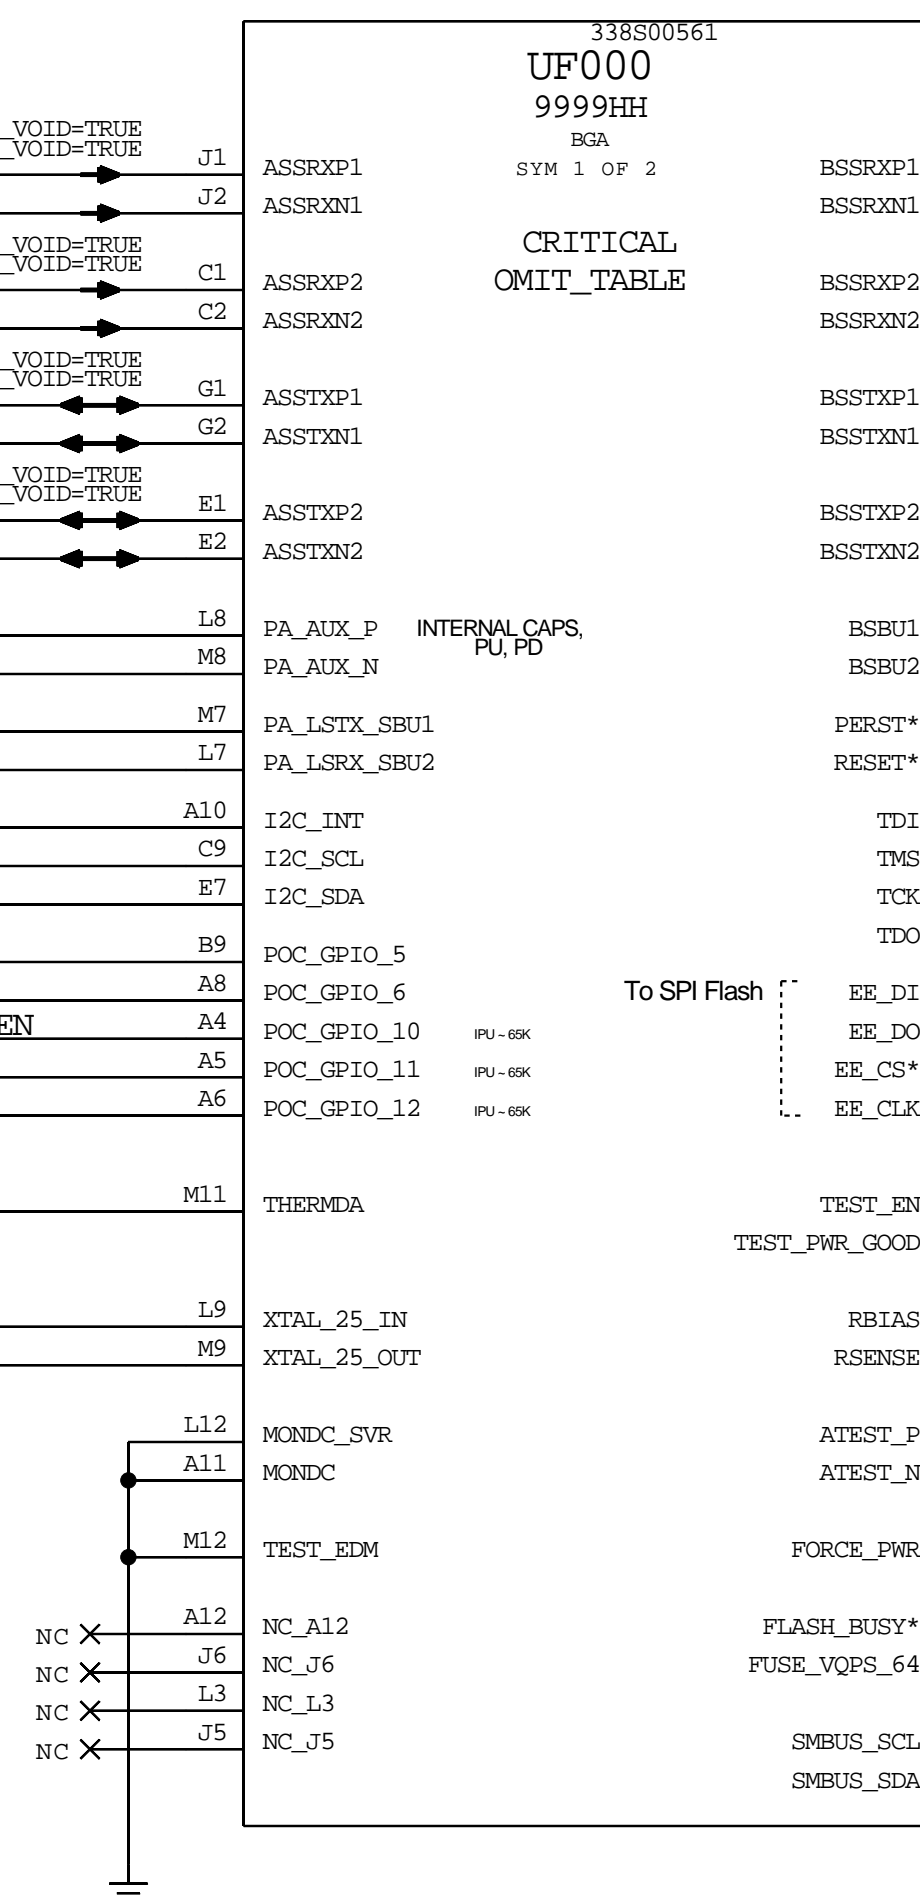 338S00561
UF000
9999HH
BGA
SYM 1 OF 2
CRITICAL
OMIT_TABLE
_VOID=TRUE
_VOID=TRUE
J1 ASSRXP1 BSSRXP1
J2 ASSRXN1 BSSRXN1
_VOID=TRUE
_VOID=TRUE
C1 ASSRXP2 BSSRXP2
C2 ASSRXN2 BSSRXN2
_VOID=TRUE
_VOID=TRUE
G1 ASSTXP1 BSSTXP1
G2 ASSTXN1 BSSTXN1
_VOID=TRUE
_VOID=TRUE
E1 ASSTXP2 BSSTXP2
E2 ASSTXN2 BSSTXN2
L8 PA_AUX_P INTERNAL CAPS, BSBU1
PU, PD
M8 PA_AUX_N BSBU2
M7 PA_LSTX_SBU1 PERST*
L7 PA_LSRX_SBU2 RESET*
A10 I2C_INT TDI
C9 I2C_SCL TMS
E7 I2C_SDA TCK
TDO
B9 POC_GPIO_5
A8 POC_GPIO_6 To SPI Flash EE_DI
EN A4 POC_GPIO_10 IPU ~ 65K EE_DO
A5 POC_GPIO_11 IPU ~ 65K EE_CS*
A6 POC_GPIO_12 IPU ~ 65K EE_CLK
M11 THERMDA TEST_EN
TEST_PWR_GOOD
L9 XTAL_25_IN RBIAS
M9 XTAL_25_OUT RSENSE
L12 MONDC_SVR ATEST_P
A11 MONDC ATEST_N
M12 TEST_EDM FORCE_PWR
NC A12 NC_A12 FLASH_BUSY*
NC J6 NC_J6 FUSE_VQPS_64
NC L3 NC_L3
NC J5 NC_J5 SMBUS_SCL
SMBUS_SDA